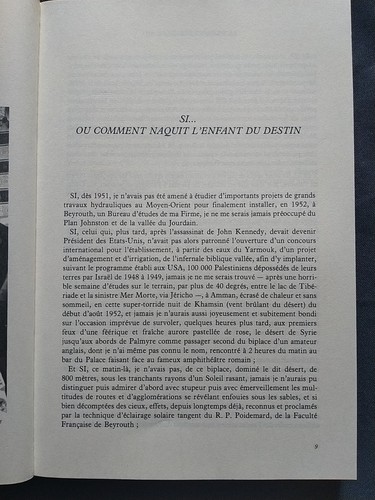 SI...
OU COMMENT NAQUIT L'ENFANT DU DESTIN
SI, dès 1951, je n'avais pas été amené à étudier d'importants projets de grands
travaux hydrauliques au Moyen-Orient pour finalement installer, en 1952, à
Beyrouth, un Bureau d'études de ma Firme, je ne me serais jamais préoccupé du
Plan Johnston et de la vallée du Jourdain.
SI, celui qui, plus tard, après l'assassinat de John Kennedy, devait devenir
Président des Etats-Unis, n'avait pas alors patronné l'ouverture d'un concours
international pour l'établissement, à partir des eaux du Yarmouk, d'un projet
d'aménagement et d'irrigation, de l'infernale biblique vallée, afin d'y implanter,
suivant le programme établi aux USA, 100 000 Palestiniens dépossédés de leurs
terres par Israël de 1948 à 1949, jamais je ne me serais trouvé — après une horri-
ble semaine d'études sur le terrain, par plus de 40 degrés, entre le lac de Tibé-
riade et la sinistre Mer Morte, via Jéricho —, à Amman, écrasé de chaleur et sans
sommeil, en cette super-torride nuit de Khamsin (vent brûlant du désert) du
début d'août 1952, et jamais je n'aurais aussi joyeusement et subitement bondi
sur l'occasion imprévue de survoler, quelques heures plus tard, aux premiers
feux d'une féerique et fraîche aurore pastellée de rose, le désert de Syrie
jusqu'aux abords de Palmyre comme passager second du biplace d'un amateur
anglais, dont je n'ai même pas connu le nom, rencontré à 2 heures du matin au
bar du Palace faisant face au fameux amphithéâtre romain ;
Et SI, ce matin-là, je n'avais pas, de ce biplace, dominé le dit désert, de
800 mètres, sous les tranchants rayons d'un Soleil rasant, jamais je n'aurais pu
distinguer puis admirer d'abord avec stupeur puis avec émerveillement les mul-
titudes de routes et d'agglomérations se révélant enfouies sous les sables, et si
bien décomptées des cieux, effets, depuis longtemps déjà, reconnus et proclamés
par la technique d'éclairage solaire tangent du R. P. Poidemard, de la Faculté
Française de Beyrouth ;
9